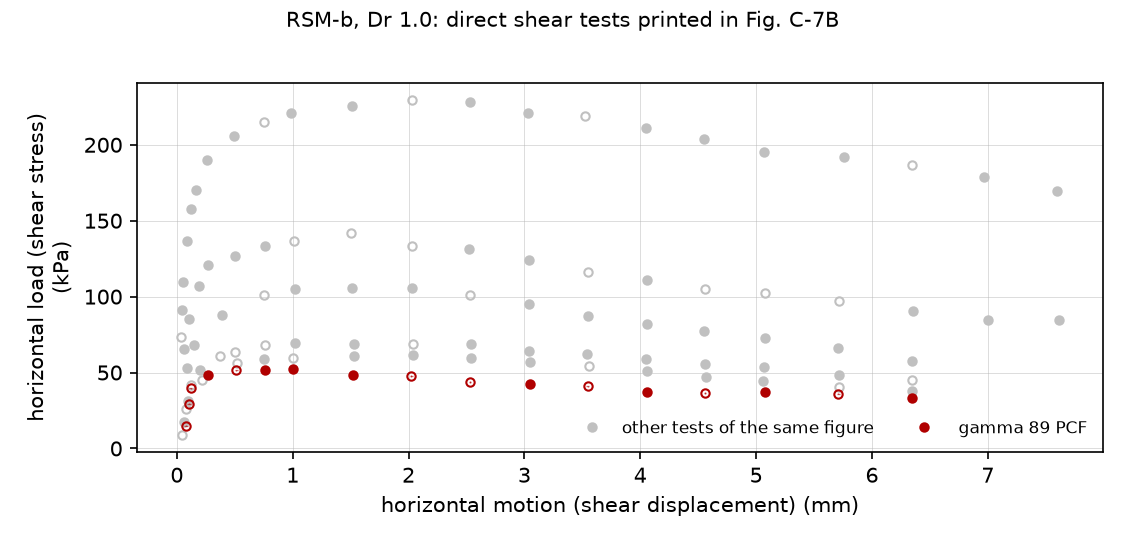 RSM-b, Dr 1.0: direct shear tests printed in Fig. C-7B
horizontal load (shear stress)
(kPa)
200
150
100
50
0
other tests of the same figure
gamma 89 PCF
0 1 2 3 4 5 6 7
horizontal motion (shear displacement) (mm)